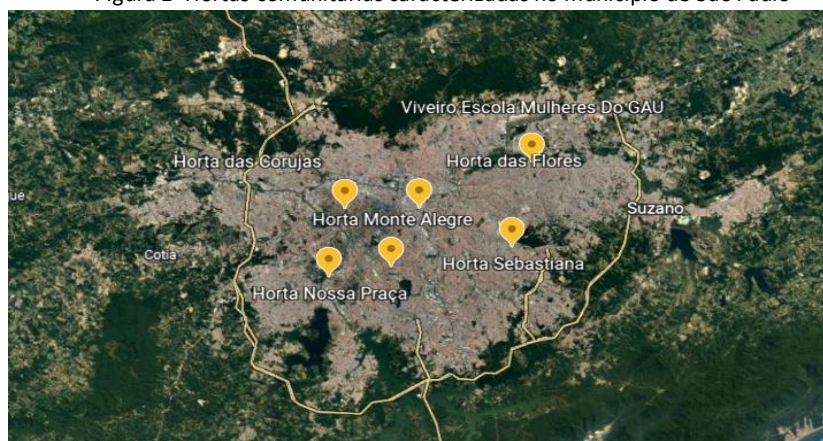 Viveiro Escola Mulheres Do GAU
Horta das Corujas
Horta das Flores
Horta Monte Alegre
Suzano
Cotia
Horta Sebastiana
Horta Nossa Praça